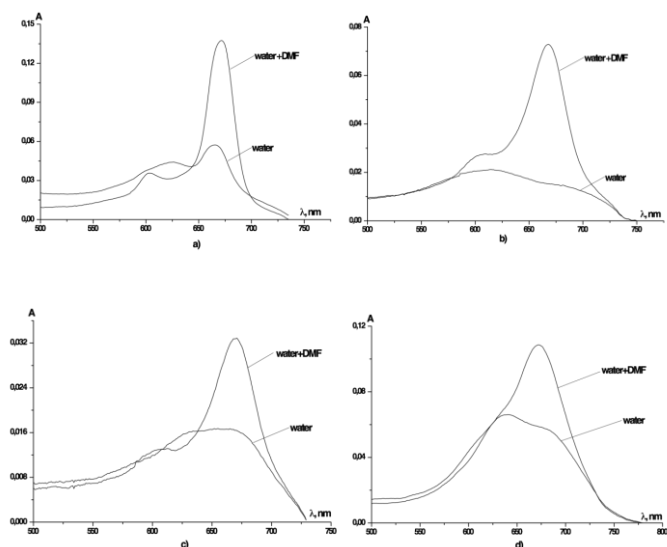 A
0,15
0,12
0,09
0,06
0,03
0,00
500
550
600
650
700
750
λ, nm
water+DMF
water
a)
A
0,08
0,06
0,04
0,02
0,00
500
550
600
650
700
750
λ, nm
water+DMF
water
b)
A
0,032
0,024
0,016
0,008
0,000
500
550
600
650
700
750
λ, nm
water+DMF
water
c)
A
0,12
0,08
0,04
0,00
500
550
600
650
700
750
800
λ, nm
water+DMF
water
d)